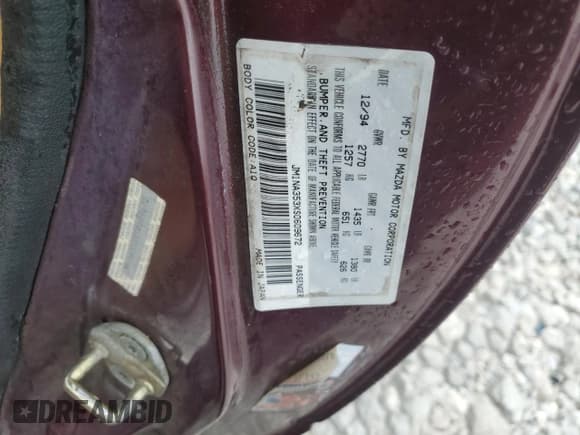 MFD. BY MAZDA MOTOR CORPORATION
DATE GVWR GAWR FRT GAWR RR
12/94 2770 LB 1435 LB 1380 LB
1257 KG 651 KG 626 KG
THIS VEHICLE CONFORMS TO ALL APPLICABLE FEDERAL MOTOR VEHICLE SAFETY
BUMPER AND THEFT PREVENTION
STANDARDS IN EFFECT ON THE DATE OF MANUFACTURE SHOWN ABOVE.
JM1NA353XS0609672 PASSENGER
BODY COLOR CODE:A1Q MADE IN JAPAN
DREAMBID